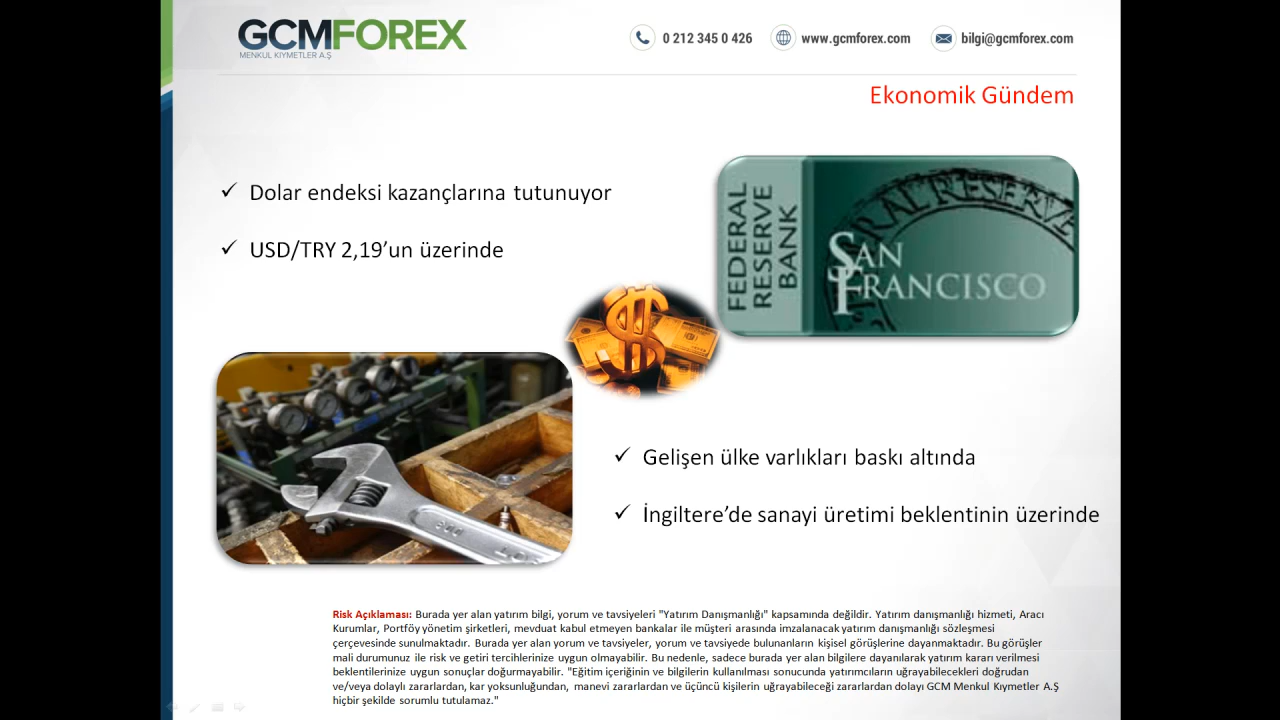 GCMFOREX
MENKUL KIYMETLER A.Ş
0 212 345 0 426
www.gcmforex.com
bilgi@gcmforex.com
Ekonomik Gündem
✓ Dolar endeksi kazançlarına tutunuyor
✓ USD/TRY 2,19’un üzerinde
FEDERAL
RESERVE
BANK
RAL RESERVE
SAN
FRANCISCO
✓ Gelişen ülke varlıkları baskı altında
✓ İngiltere’de sanayi üretimi beklentinin üzerinde
Risk Açıklaması: Burada yer alan yatırım bilgi, yorum ve tavsiyeleri "Yatırım Danışmanlığı" kapsamında değildir. Yatırım danışmanlığı hizmeti, Aracı
Kurumlar, Portföy yönetim şirketleri, mevduat kabul etmeyen bankalar ile müşteri arasında imzalanacak yatırım danışmanlığı sözleşmesi
çerçevesinde sunulmaktadır. Burada yer alan yorum ve tavsiyeler, yorum ve tavsiyede bulunanların kişisel görüşlerine dayanmaktadır. Bu görüşler
mali durumunuz ile risk ve getiri tercihlerinize uygun olmayabilir. Bu nedenle, sadece burada yer alan bilgilere dayanılarak yatırım kararı verilmesi
beklentilerinize uygun sonuçlar doğurmayabilir. "Eğitim içeriğinin ve bilgilerin kullanılması sonucunda yatırımcıların uğrayabilecekleri doğrudan
ve/veya dolaylı zararlardan, kar yoksunluğundan, manevi zararlardan ve üçüncü kişilerin uğrayabileceği zararlardan dolayı GCM Menkul Kıymetler A.Ş
hiçbir şekilde sorumlu tutulamaz."